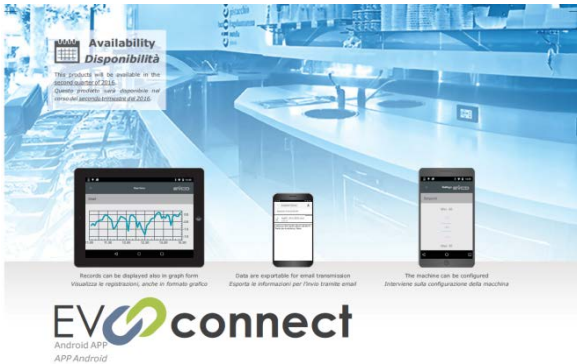 Availability
Disponibilità
This products will be available in the
second quarter of 2016.
Questo prodotto sarà disponibile nel
corso del secondo trimestre del 2016.
Records can be displayed also in graph form
Visualizza le registrazioni, anche in formato grafico
Data are exportable for email transmission
Esporta le informazioni per l'invio tramite email
The machine can be configured
Interviene sulla configurazione della macchina
EVconnect
Android APP
APP Android